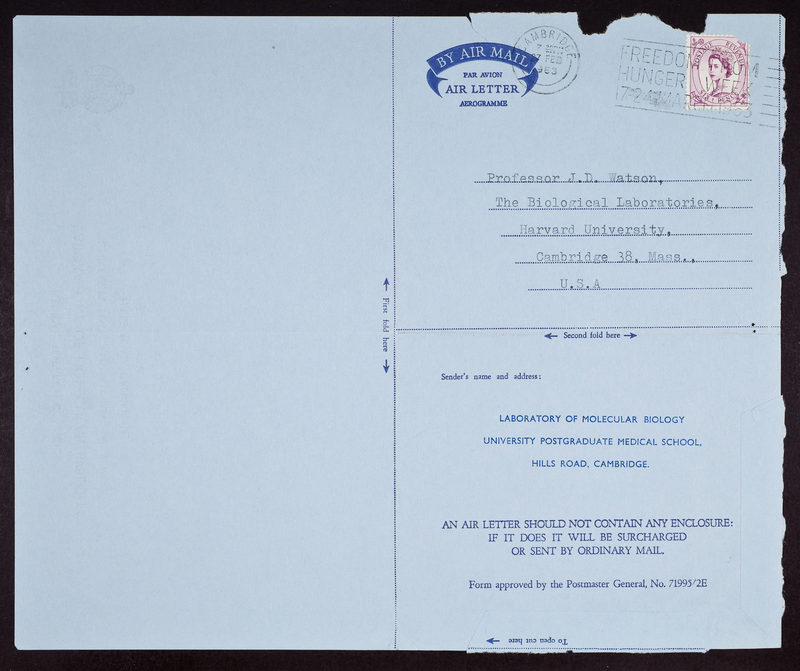 BY AIR MAIL
PAR AVION
AIR LETTER
AEROGRAMME
CAMBRIDGE
FEB
1963
FREEDOM
HUNGER
Professor J.D. Watson,
The Biological Laboratories,
Harvard University,
Cambridge 38, Mass.,
U.S.A
First fold here
Second fold here
Sender's name and address:
LABORATORY OF MOLECULAR BIOLOGY
UNIVERSITY POSTGRADUATE MEDICAL SCHOOL,
HILLS ROAD, CAMBRIDGE.
AN AIR LETTER SHOULD NOT CONTAIN ANY ENCLOSURE:
IF IT DOES IT WILL BE SURCHARGED
OR SENT BY ORDINARY MAIL.
Form approved by the Postmaster General, No. 71995/2E
To open cut here